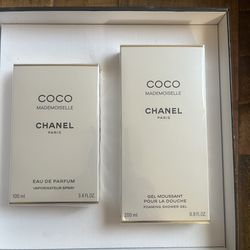 COCO
MADEMOISELLE
CHANEL
PARIS
EAU DE PARFUM
VAPORISATEUR SPRAY
100 ml 3.4 FL.OZ
COCO
MADEMOISELLE
CHANEL
PARIS
GEL MOUSSANT
POUR LA DOUCHE
FOAMING SHOWER GEL
200 ml 6.8 FL.OZ